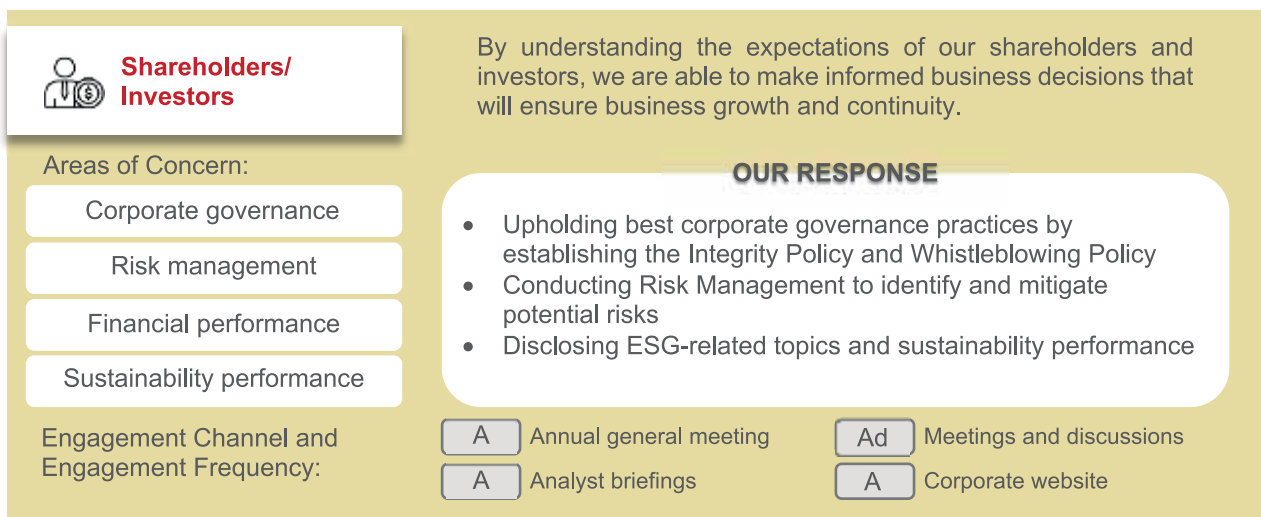 Shareholders/
Investors
By understanding the expectations of our shareholders and
investors, we are able to make informed business decisions that
will ensure business growth and continuity.
Areas of Concern:
Corporate governance
Risk management
Financial performance
Sustainability performance
OUR RESPONSE
• Upholding best corporate governance practices by
establishing the Integrity Policy and Whistleblowing Policy
• Conducting Risk Management to identify and mitigate
potential risks
• Disclosing ESG-related topics and sustainability performance
Engagement Channel and
Engagement Frequency:
A Annual general meeting
Ad Meetings and discussions
A Analyst briefings
A Corporate website